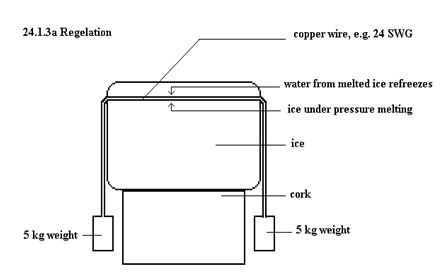 24.1.3a Regelation
copper wire, e.g. 24 SWG
water from melted ice refreezes
ice under pressure melting
ice
cork
5 kg weight
5 kg weight